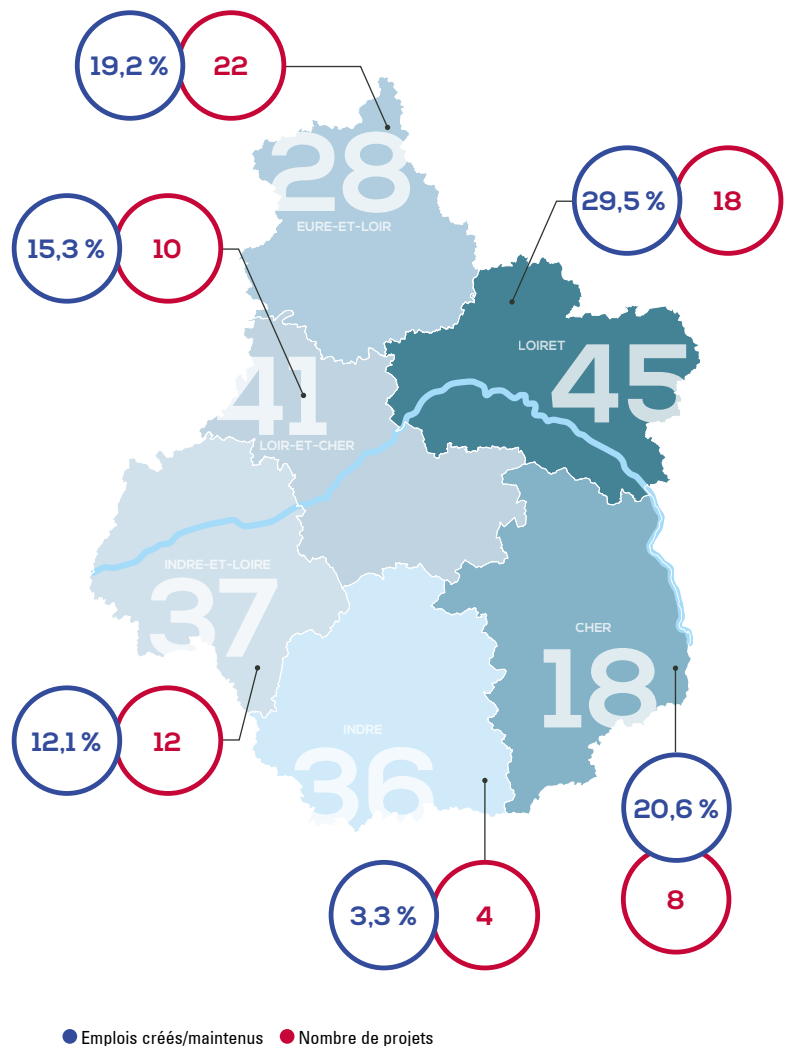 19,2 % 22
28
EURE-ET-LOIR
29,5 % 18
15,3 % 10
LOIRET
45
41
LOIR-ET-CHER
INDRE-ET-LOIRE
37
CHER
18
12,1 % 12
INDRE
36
20,6 %
8
3,3 % 4
Emplois créés/maintenus Nombre de projets